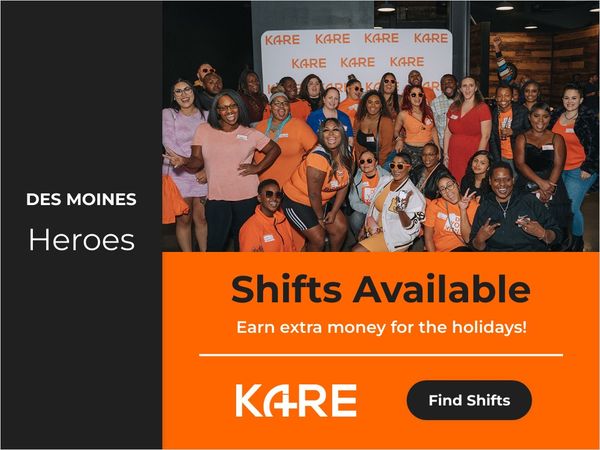 DES MOINES
Heroes
KARE KARE KARE KARE
KARE KARE KARE
Shifts Available
Earn extra money for the holidays!
KARE
Find Shifts